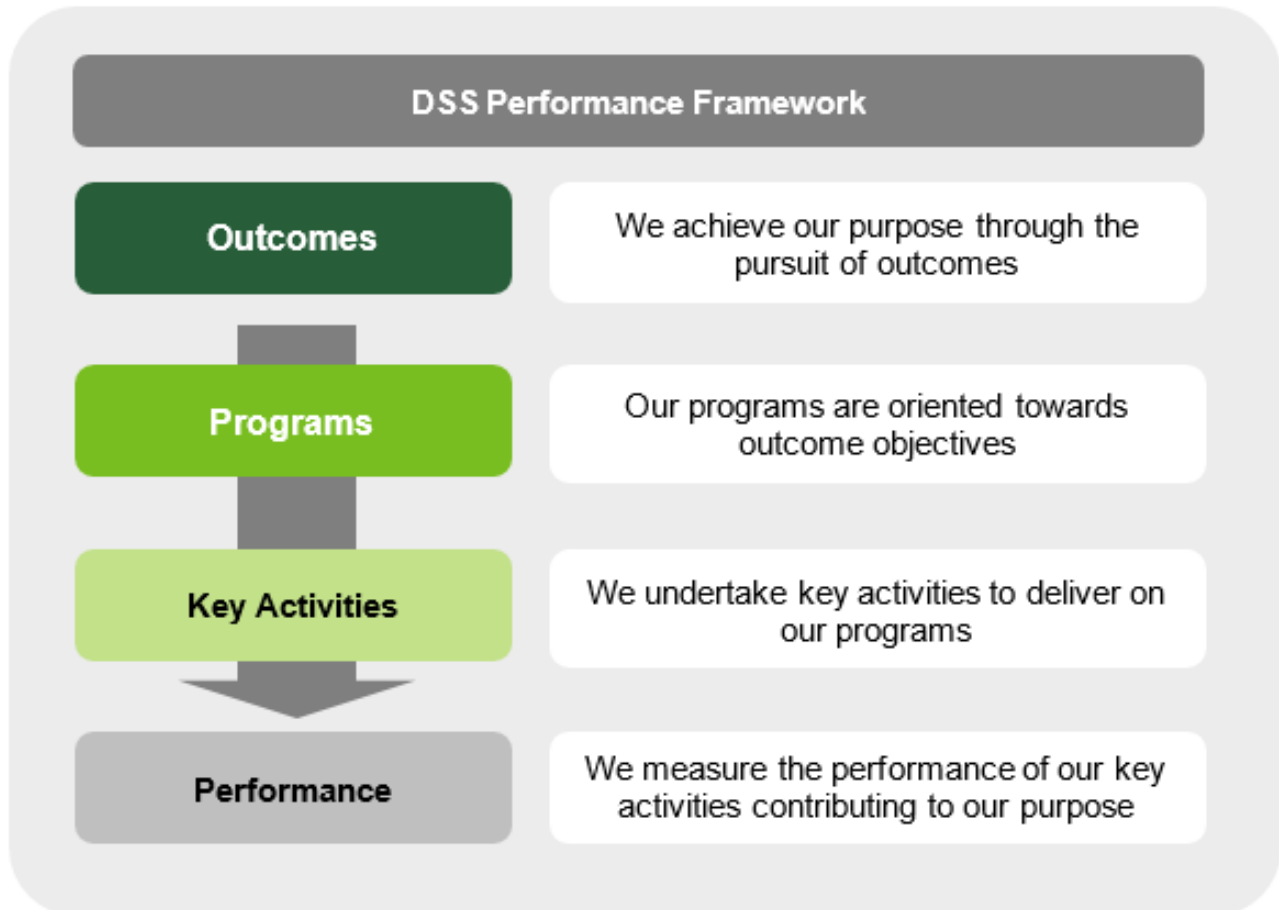 DSS Performance Framework
Outcomes
We achieve our purpose through the
pursuit of outcomes
Programs
Our programs are oriented towards
outcome objectives
Key Activities
We undertake key activities to deliver on
our programs
Performance
We measure the performance of our key
activities contributing to our purpose